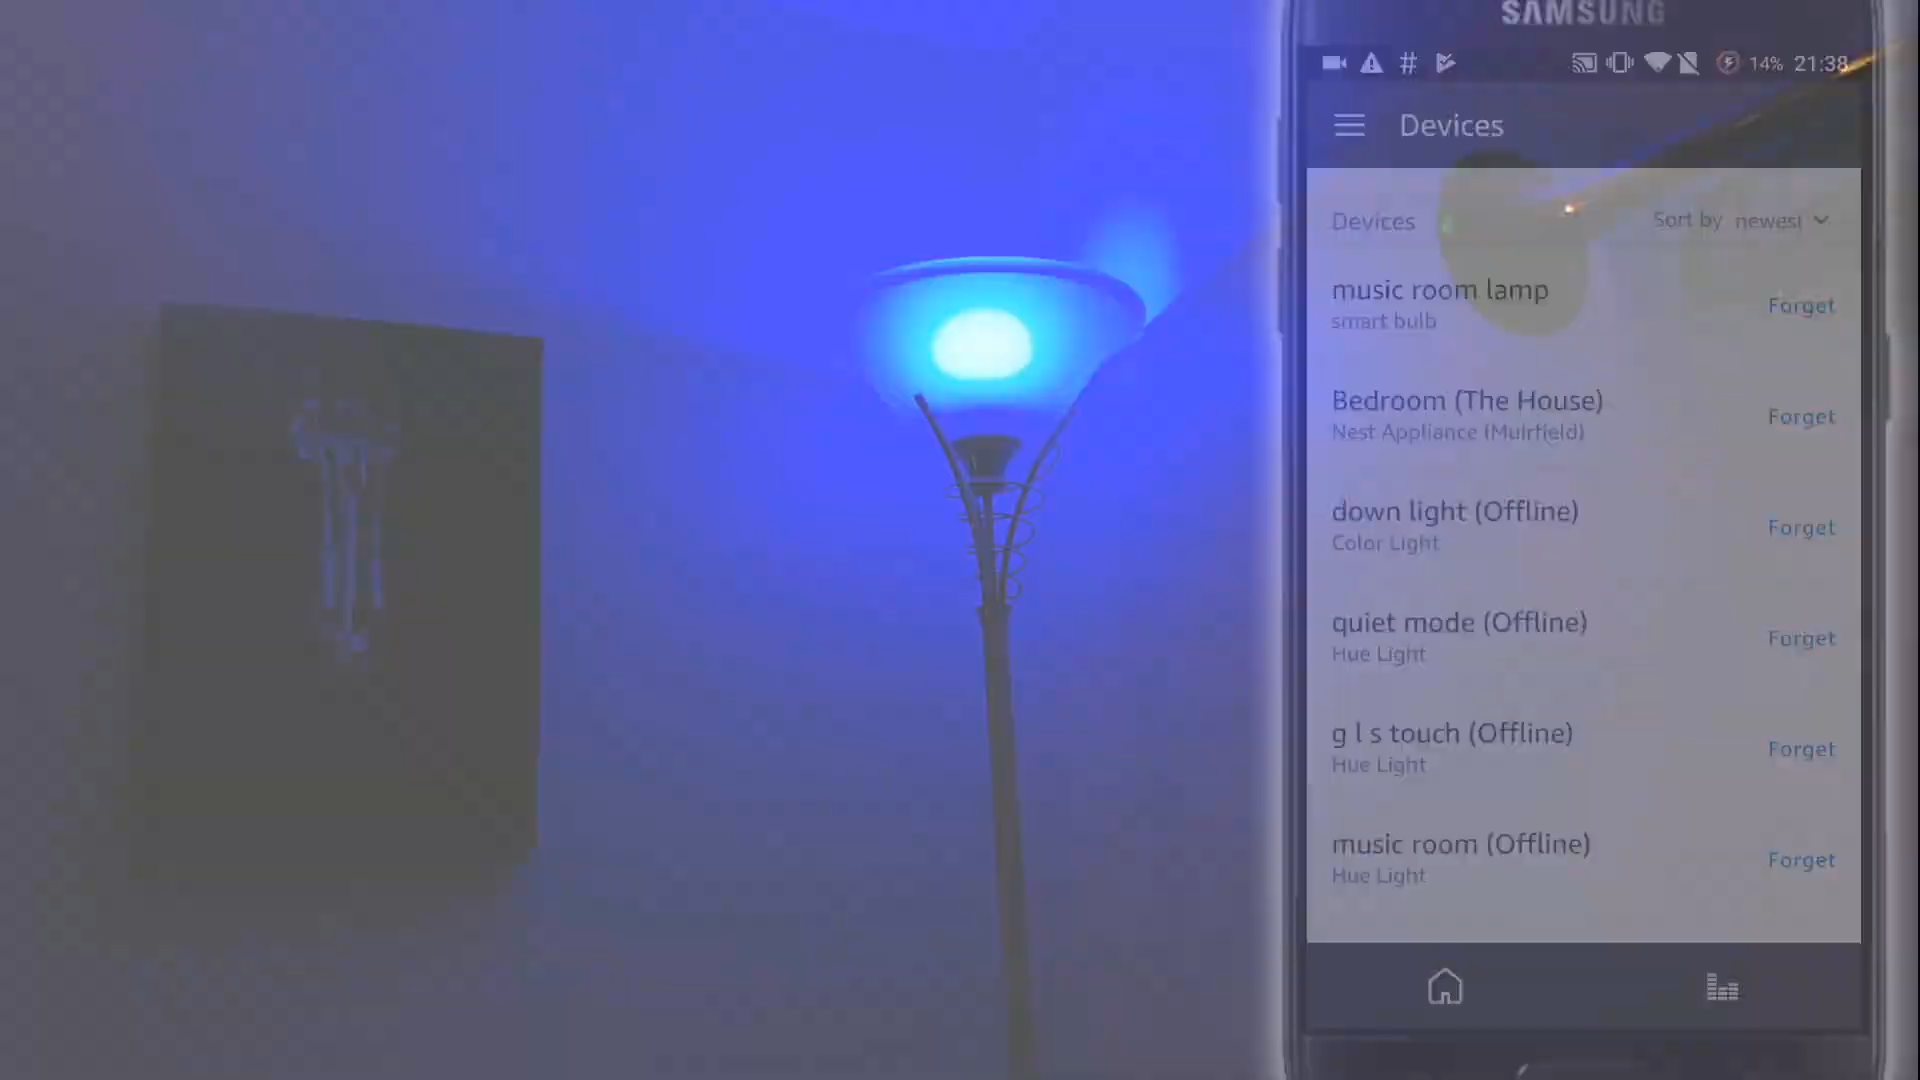 SAMSUNG
14% 21:38
Devices
Devices Sort by newest
music room lamp
smart bulb
Forget
Bedroom (The House)
Nest Appliance (Muirfield)
Forget
down light (Offline)
Color Light
Forget
quiet mode (Offline)
Hue Light
Forget
g l s touch (Offline)
Hue Light
Forget
music room (Offline)
Hue Light
Forget